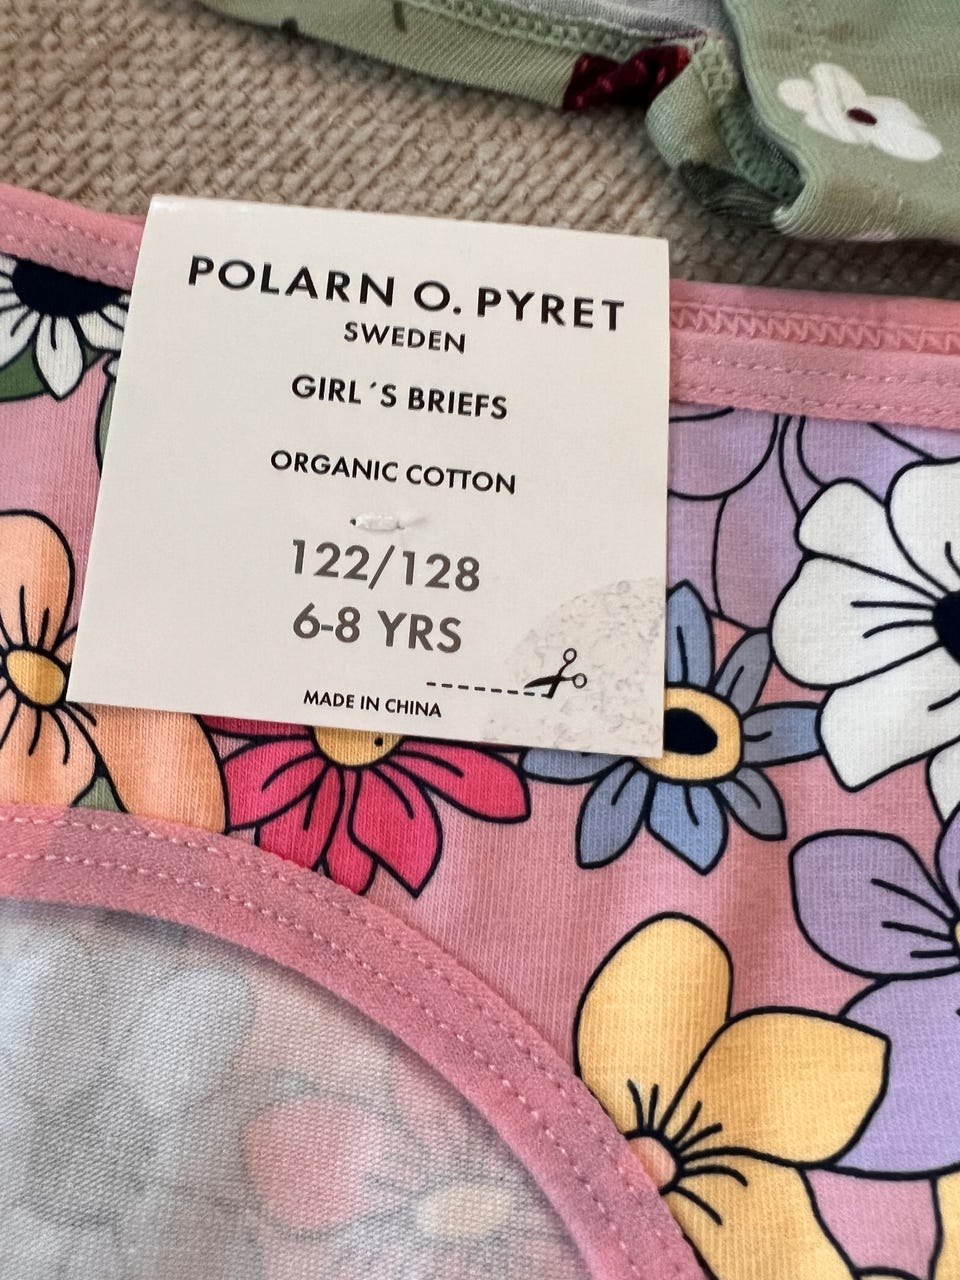 POLARN O. PYRET
SWEDEN
GIRL´S BRIEFS
ORGANIC COTTON
122/128
6-8 YRS
MADE IN CHINA